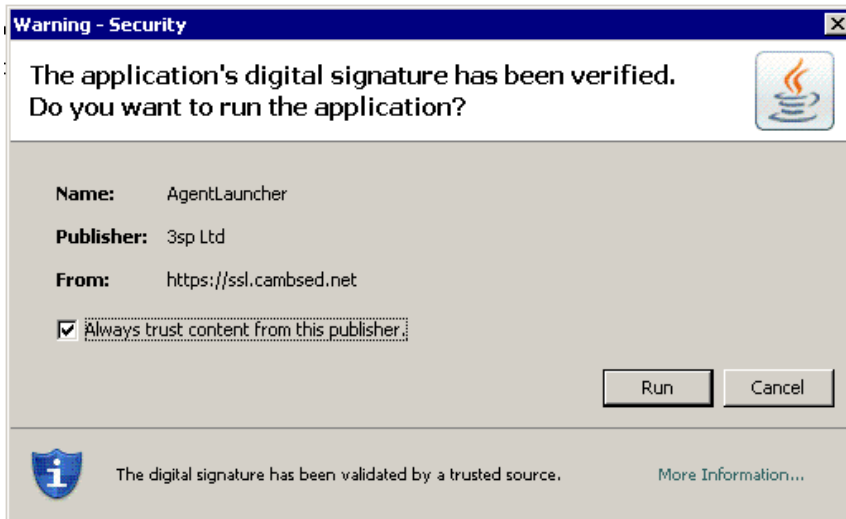 Warning - Security
The application's digital signature has been verified.
Do you want to run the application?
Name: AgentLauncher
Publisher: 3sp Ltd
From: https://ssl.cambsed.net
Always trust content from this publisher.
Run Cancel
The digital signature has been validated by a trusted source. More Information...